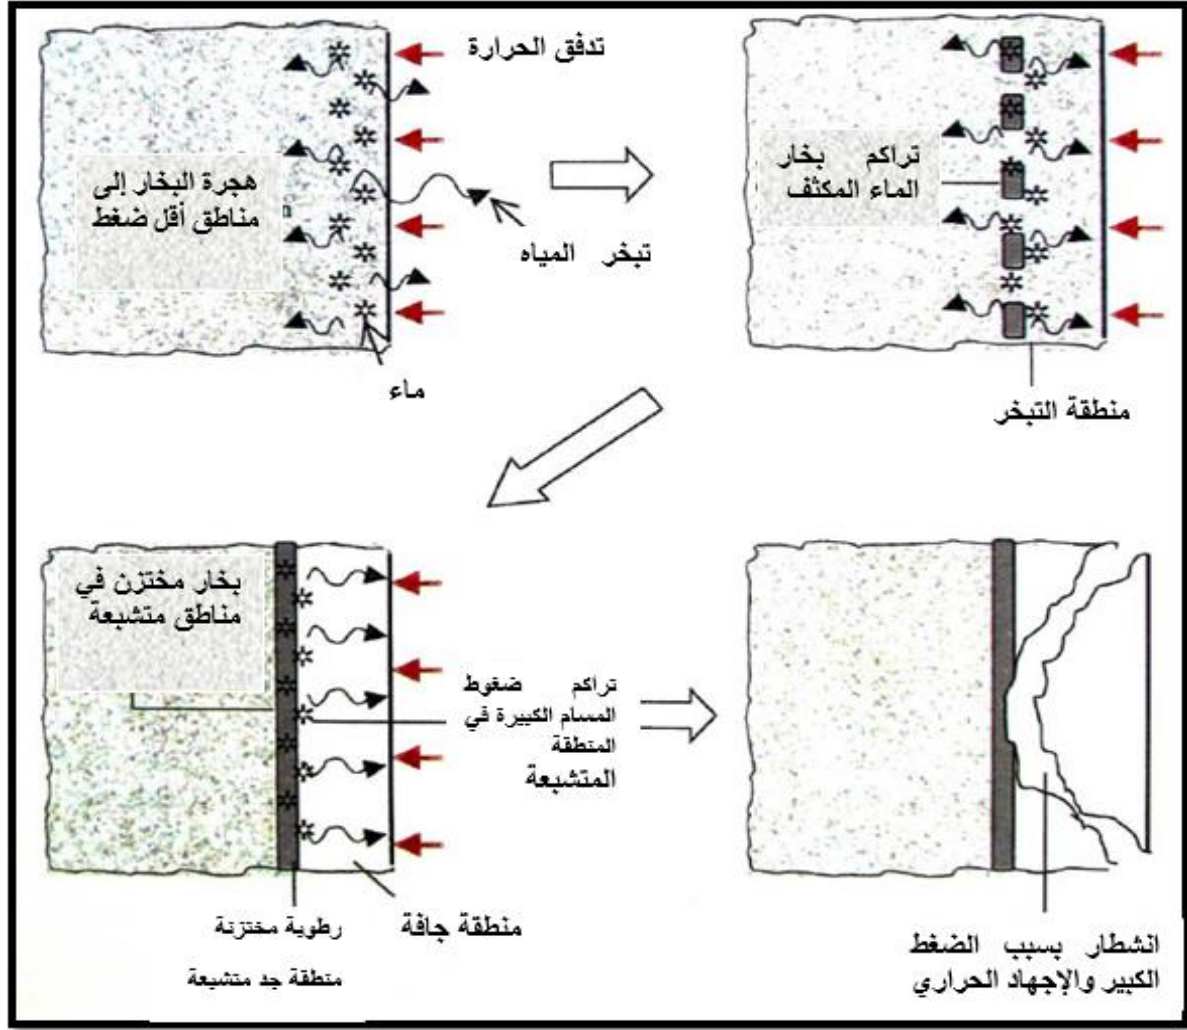 تدفق الحرارة
هجرة البخار إلى
مناطق أقل ضغط
تبخر المياه
ماء
تراكم بخار
الماء المكثف
منطقة التبخر
بخار مختزن في
مناطق متشبعة
تراكم ضغوط
المسام الكبيرة في
المنطقة
المتشبعة
رطوبة مختزنة
منطقة جد متشبعة
منطقة جافة
انشطار بسبب الضغط
الكبير والإجهاد الحراري